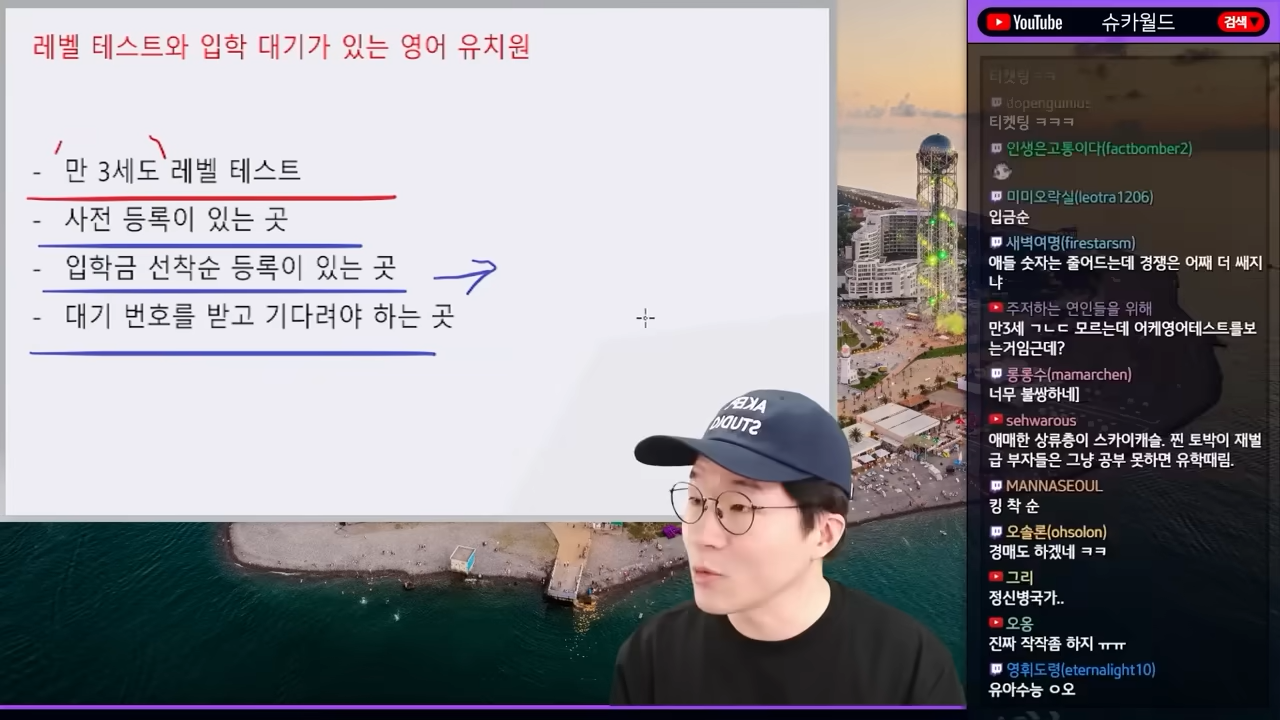 레벨 테스트와 입학 대기가 있는 영어 유치원
- 만 3세도 레벨 테스트
- 사전 등록이 있는 곳
- 입학금 선착순 등록이 있는 곳
- 대기 번호를 받고 기다려야 하는 곳
AKEV
STUDIO
YouTube 슈카월드 검색
티켓팅 ㅋㅋ
dopengumius
티켓팅 ㅋㅋㅋ
인생은고통이다(factbomber2)
미미오락실(leotra1206)
입금순
새벽여명(firestarsm)
애들 숫자는 줄어드는데 경쟁은 어째 더 쌔지
냐
주저하는 연인들을 위해
만3세 ㄱㄴㄷ 모르는데 어케영어테스트를보
는거임근데?
롱롱수(mamarchen)
너무 불쌍하네]
sehwarous
애매한 상류층이 스카이캐슬. 찐 토박이 재벌
급 부자들은 그냥 공부 못하면 유학때림.
MANNASEOUL
킹 착 순
오솔론(ohsolon)
경매도 하겠네 ㅋㅋ
그리
정신병국가..
오옹
진짜 작작좀 하지 ㅠㅠ
영휘도령(eternalight10)
유아수능 ㅇ오